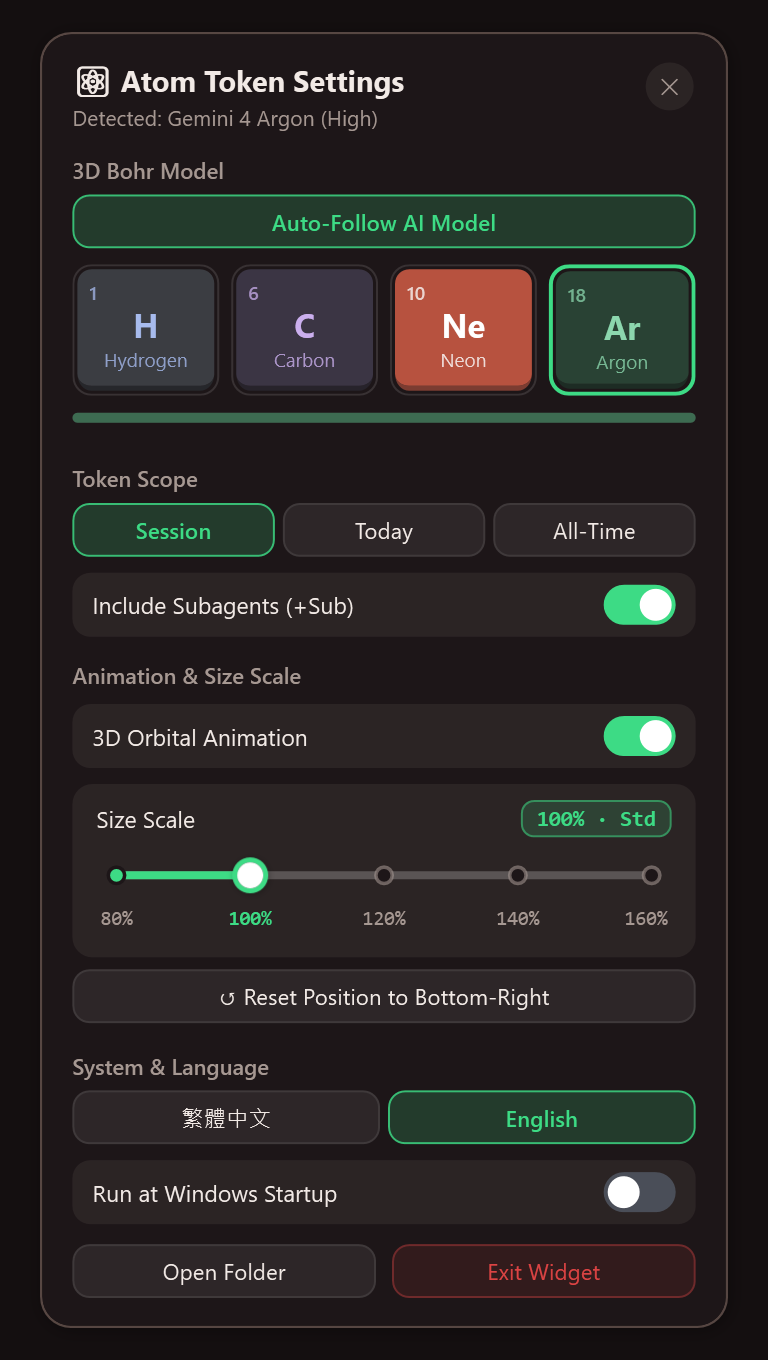 Atom Token Settings
Detected: Gemini 4 Argon (High)
3D Bohr Model
Auto-Follow AI Model
1 6 10 18
H C Ne Ar
Hydrogen Carbon Neon Argon
Token Scope
Session Today All-Time
Include Subagents (+Sub)
Animation & Size Scale
3D Orbital Animation
Size Scale 100% · Std
80% 100% 120% 140% 160%
↺ Reset Position to Bottom-Right
System & Language
繁體中文 English
Run at Windows Startup
Open Folder Exit Widget